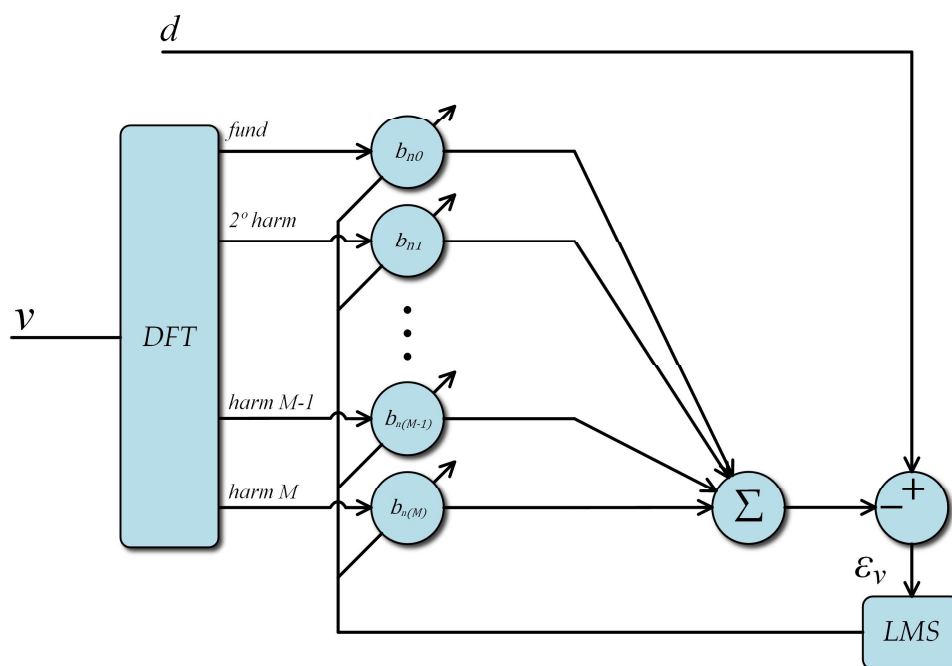 d
fund
b_{n0}
2º harm
b_{n1}
v
DFT
harm M-1
b_{n(M-1)}
harm M
b_{n(M)}
Σ
− +
ε_v
LMS